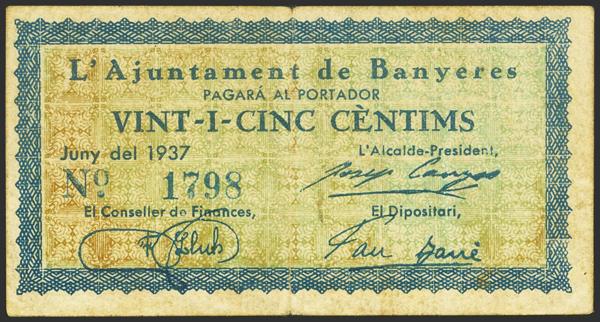 L'Ajuntament de Banyeres
PAGARÁ AL PORTADOR
VINT-I-CINC CÈNTIMS
Juny del 1937
L'Alcalde-President,
Nº 1798
El Conseller de Finances,
El Dipositari,